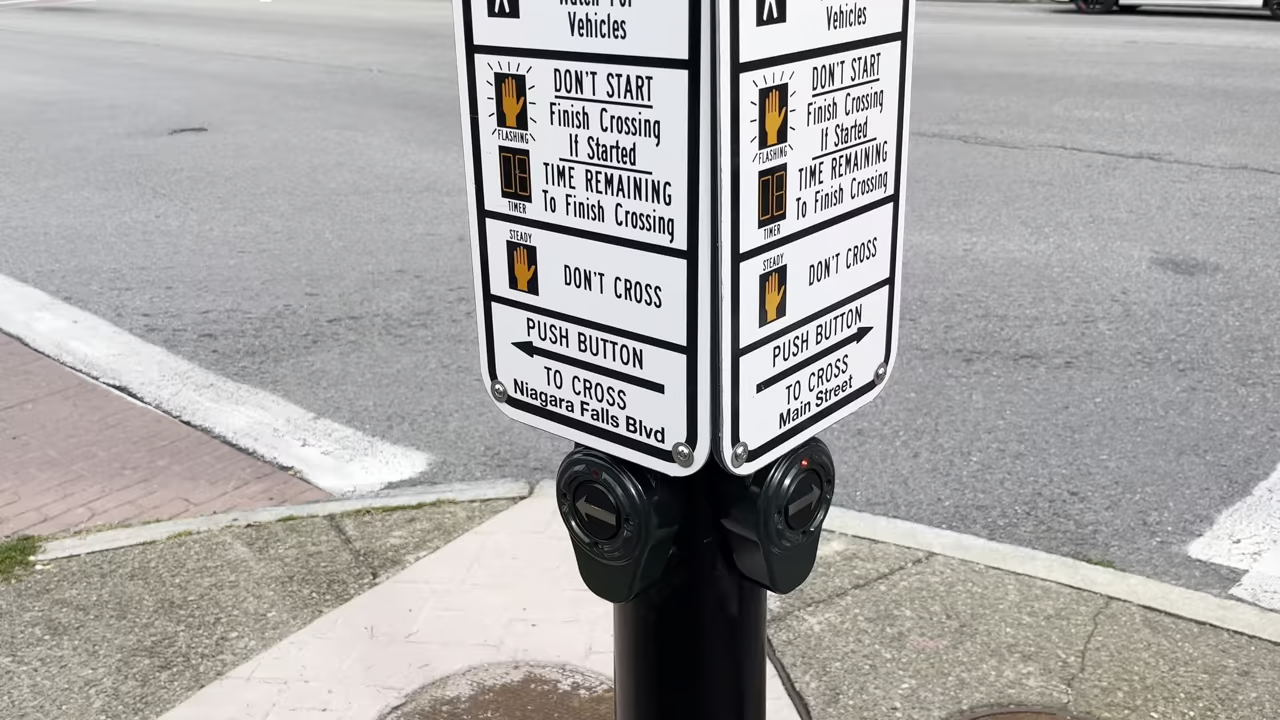 Watch For
Vehicles
DON'T START
Finish Crossing
If Started
FLASHING
TIME REMAINING
To Finish Crossing
TIMER
STEADY
DON'T CROSS
PUSH BUTTON
TO CROSS
Niagara Falls Blvd
Vehicles
DON'T START
Finish Crossing
If Started
FLASHING
TIME REMAINING
To Finish Crossing
TIMER
STEADY
DON'T CROSS
PUSH BUTTON
TO CROSS
Main Street